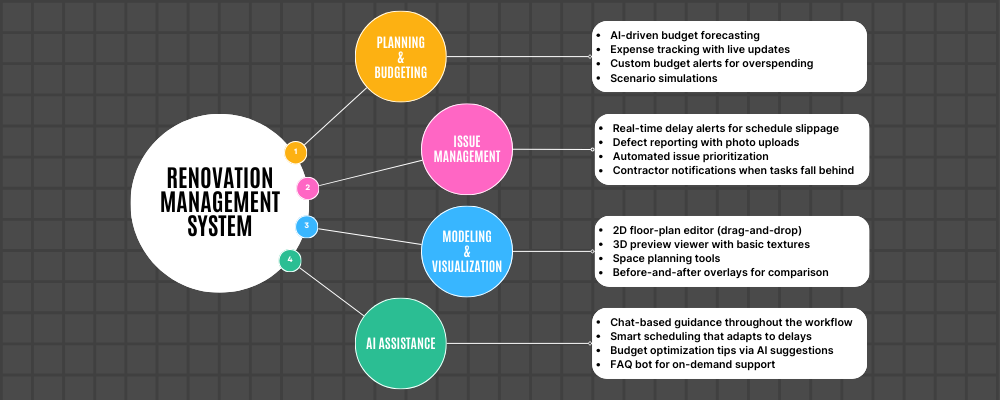 RENOVATION
MANAGEMENT
SYSTEM
1
PLANNING
&
BUDGETING
• AI-driven budget forecasting
• Expense tracking with live updates
• Custom budget alerts for overspending
• Scenario simulations
2
ISSUE
MANAGEMENT
• Real-time delay alerts for schedule slippage
• Defect reporting with photo uploads
• Automated issue prioritization
• Contractor notifications when tasks fall behind
3
MODELING
&
VISUALIZATION
• 2D floor-plan editor (drag-and-drop)
• 3D preview viewer with basic textures
• Space planning tools
• Before-and-after overlays for comparison
4
AI ASSISTANCE
• Chat-based guidance throughout the workflow
• Smart scheduling that adapts to delays
• Budget optimization tips via AI suggestions
• FAQ bot for on-demand support